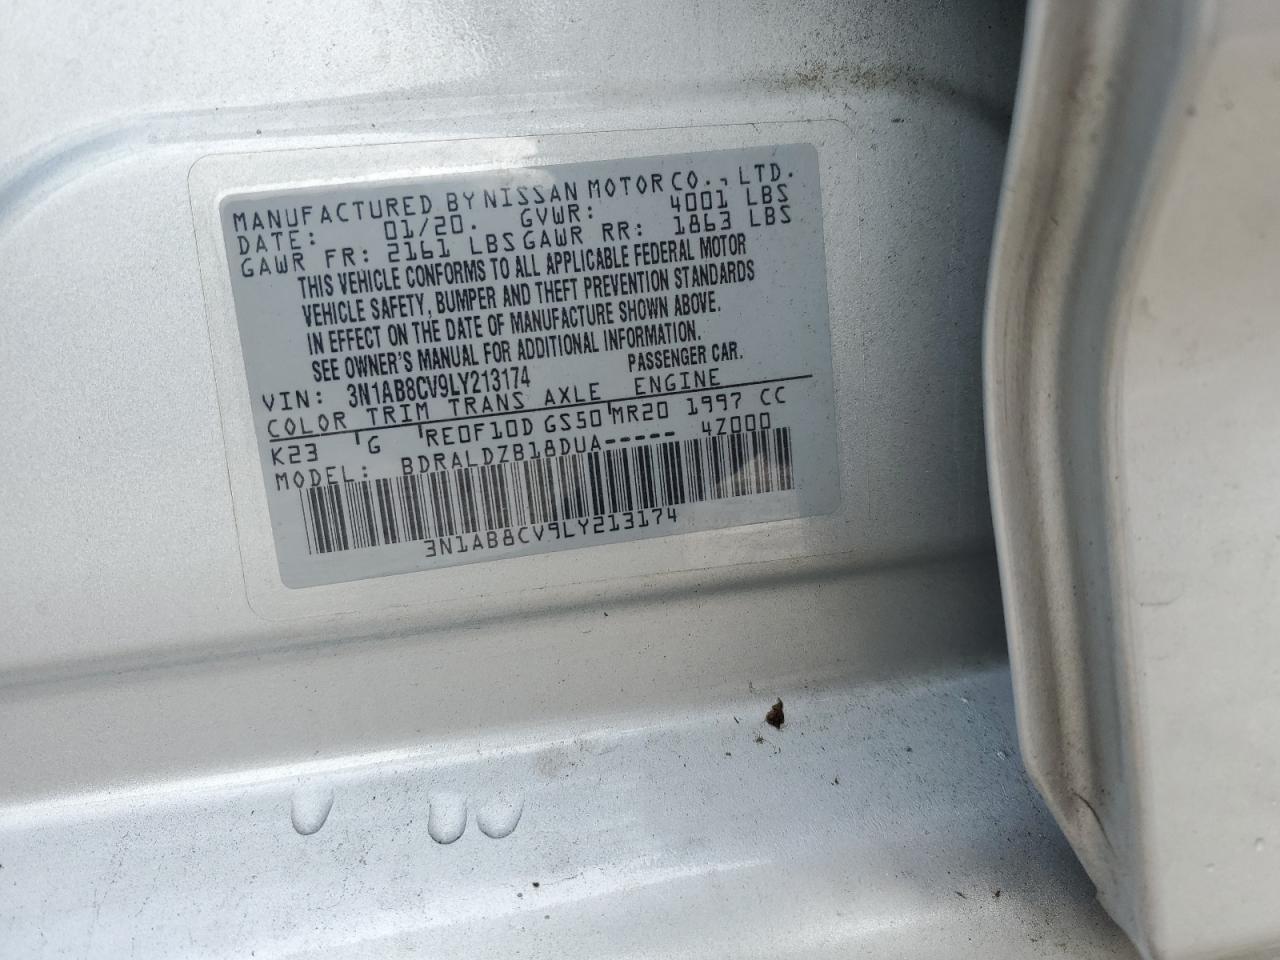 MANUFACTURED BY NISSAN MOTOR CO., LTD.
DATE: 01/20. GVWR: 4001 LBS
GAWR FR: 2161 LBS GAWR RR: 1863 LBS
THIS VEHICLE CONFORMS TO ALL APPLICABLE FEDERAL MOTOR
VEHICLE SAFETY, BUMPER AND THEFT PREVENTION STANDARDS
IN EFFECT ON THE DATE OF MANUFACTURE SHOWN ABOVE.
SEE OWNER'S MANUAL FOR ADDITIONAL INFORMATION.
VIN: 3N1AB8CV9LY213174 PASSENGER CAR.
COLOR TRIM TRANS AXLE ENGINE
K23 G RE0F10D GS50 MR20 1997 CC
MODEL: BDRALDZB18DUA----- 4Z000
3N1AB8CV9LY213174